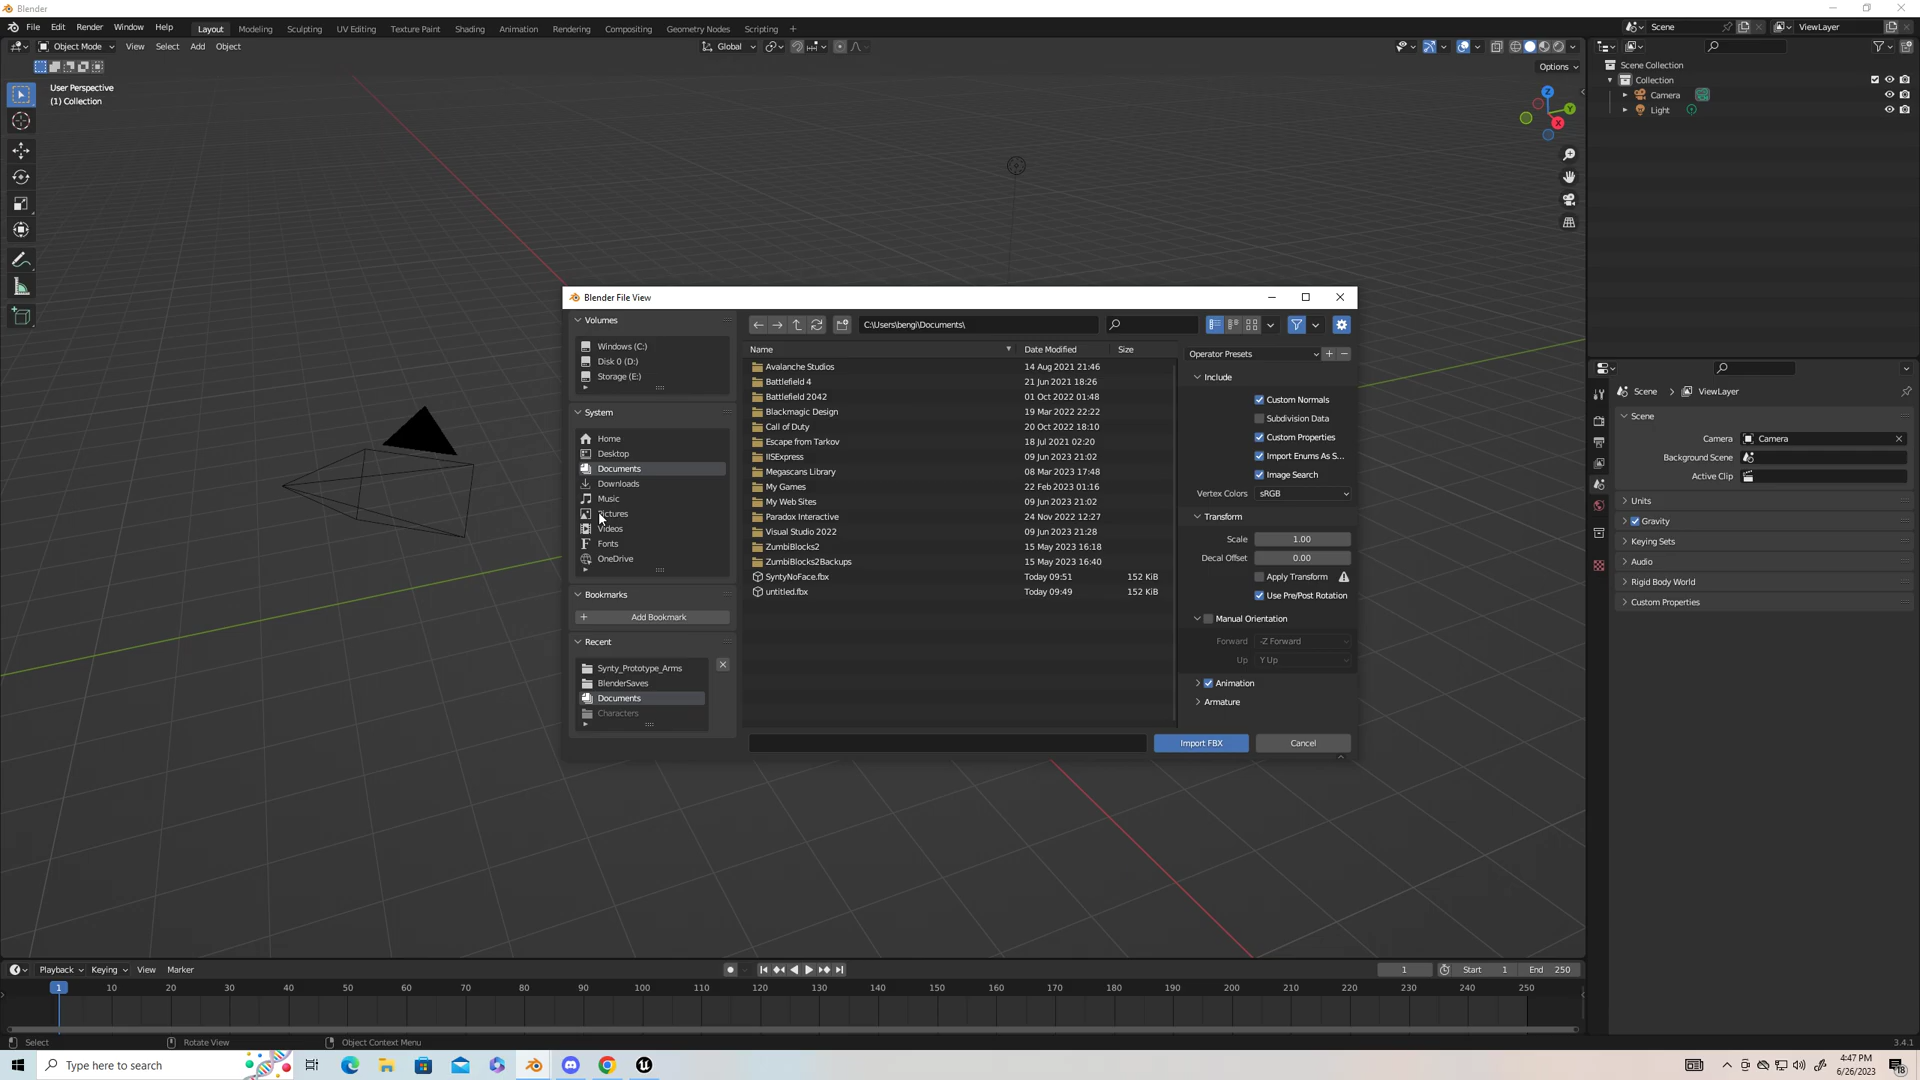 Blender
File Edit Render Window Help Layout Modeling Sculpting UV Editing Texture Paint Shading Animation Rendering Compositing Geometry Nodes Scripting + Scene ViewLayer
Object Mode View Select Add Object Global
Options
User Perspective
(1) Collection
Z
Y
X
Scene Collection
Collection
Camera
Light
Blender File View
Volumes
Windows (C:)
Disk 0 (D:)
Storage (E:)
System
Home
Desktop
Documents
Downloads
Music
Pictures
Videos
Fonts
OneDrive
Bookmarks
Add Bookmark
Recent
Synty_Prototype_Arms
BlenderSaves
Documents
Characters
C:\Users\bengi\Documents\
Name Date Modified Size
Avalanche Studios 14 Aug 2021 21:46
Battlefield 4 21 Jun 2021 18:26
Battlefield 2042 01 Oct 2022 01:48
Blackmagic Design 19 Mar 2022 22:22
Call of Duty 20 Oct 2022 18:10
Escape from Tarkov 18 Jul 2021 02:20
IISExpress 09 Jun 2023 21:02
Megascans Library 08 Mar 2023 17:48
My Games 22 Feb 2023 01:16
My Web Sites 09 Jun 2023 21:02
Paradox Interactive 24 Nov 2022 12:27
Visual Studio 2022 09 Jun 2023 21:28
ZumbiBlocks2 15 May 2023 16:18
ZumbiBlocks2Backups 15 May 2023 16:40
SyntyNoFace.fbx Today 09:51 152 KiB
untitled.fbx Today 09:49 152 KiB
Operator Presets
Include
Custom Normals
Subdivision Data
Custom Properties
Import Enums As S...
Image Search
Vertex Colors sRGB
Transform
Scale 1.00
Decal Offset 0.00
Apply Transform
Use Pre/Post Rotation
Manual Orientation
Forward -Z Forward
Up Y Up
Animation
Armature
Import FBX Cancel
Scene ViewLayer
Scene
Camera Camera
Background Scene
Active Clip
Units
Gravity
Keying Sets
Audio
Rigid Body World
Custom Properties
Playback Keying View Marker 1 Start 1 End 250
1 10 20 30 40 50 60 70 80 90 100 110 120 130 140 150 160 170 180 190 200 210 220 230 240 250
Select Rotate View Object Context Menu 3.4.1
Type here to search
4:47 PM
6/26/2023
18